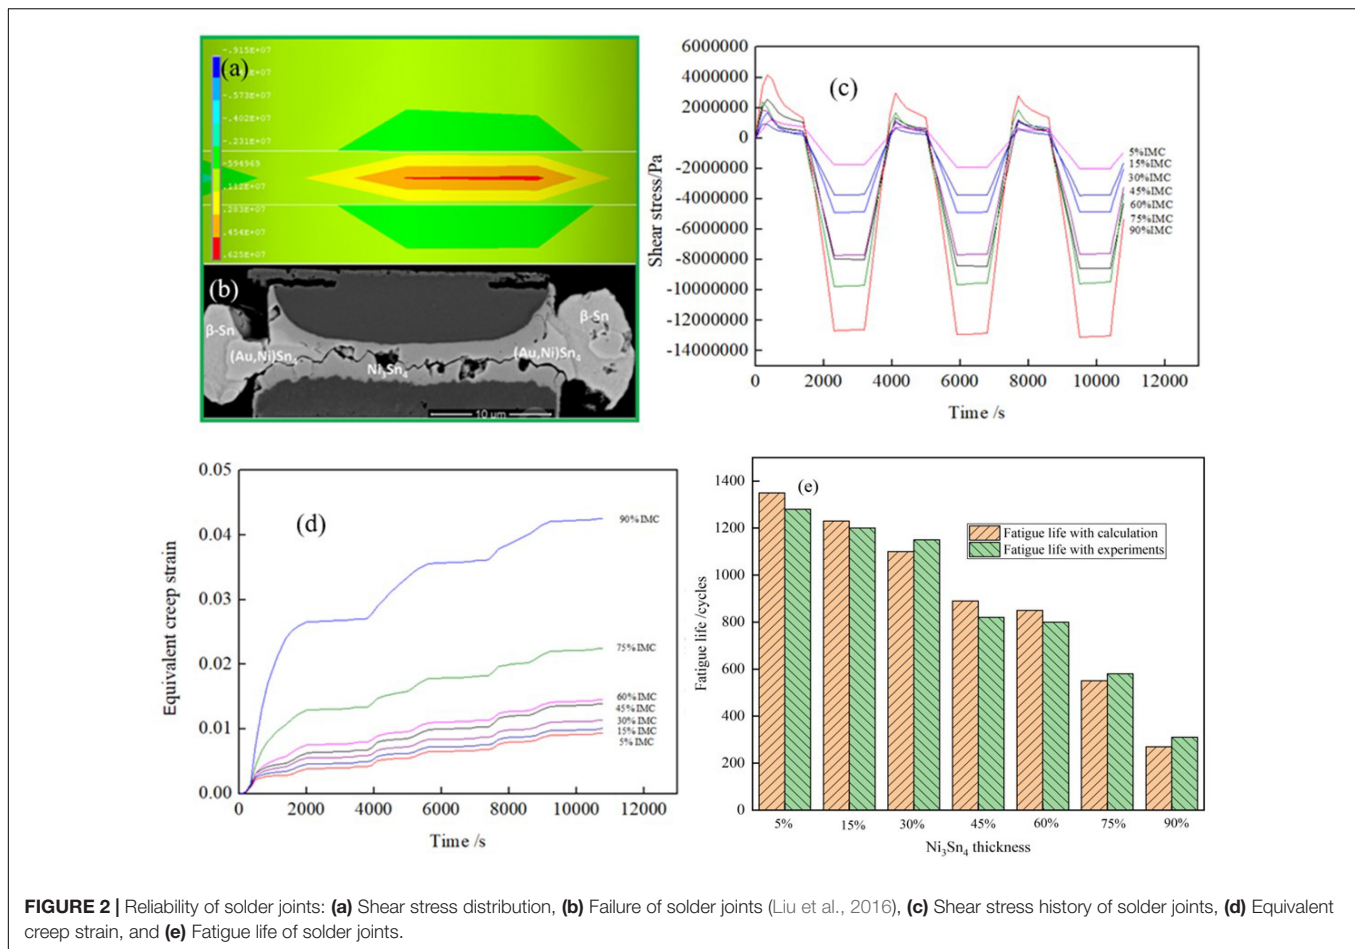 (a)
-.915E+07
-.573E+07
-.402E+07
-.231E+07
-594969
.112E+07
.283E+07
.454E+07
.625E+07
(b)
β-Sn
(Au,Ni)Sn4
Ni3Sn4
(Au,Ni)Sn4
β-Sn
10 μm
(c)
Shear stress/Pa
6000000
4000000
2000000
0
-2000000
-4000000
-6000000
-8000000
-10000000
-12000000
-14000000
0 2000 4000 6000 8000 10000 12000
Time /s
5%IMC
15%IMC
30%IMC
45%IMC
60%IMC
75%IMC
90%IMC
(d)
Equivalent creep strain
0.05
0.04
0.03
0.02
0.01
0.00
0 2000 4000 6000 8000 10000 12000
Time /s
90% IMC
75% IMC
60% IMC
45% IMC
30% IMC
15% IMC
5% IMC
(e)
Fatigue life /cycles
1400
1200
1000
800
600
400
200
0
Fatigue life with calculation
Fatigue life with experiments
5% 15% 30% 45% 60% 75% 90%
Ni3Sn4 thickness
FIGURE 2 | Reliability of solder joints: (a) Shear stress distribution, (b) Failure of solder joints (Liu et al., 2016), (c) Shear stress history of solder joints, (d) Equivalent
creep strain, and (e) Fatigue life of solder joints.